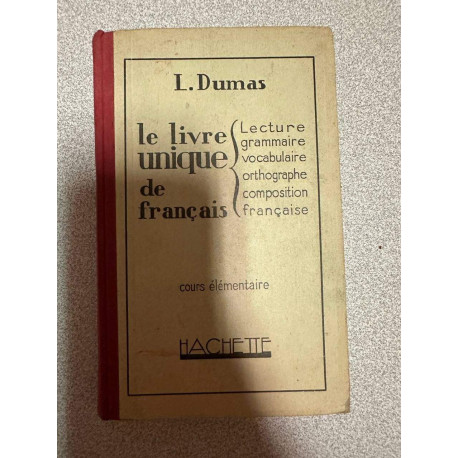 L. Dumas
le livre
unique
de
français
Lecture
grammaire
vocabulaire
orthographe
composition
française
cours élémentaire
HACHETTE